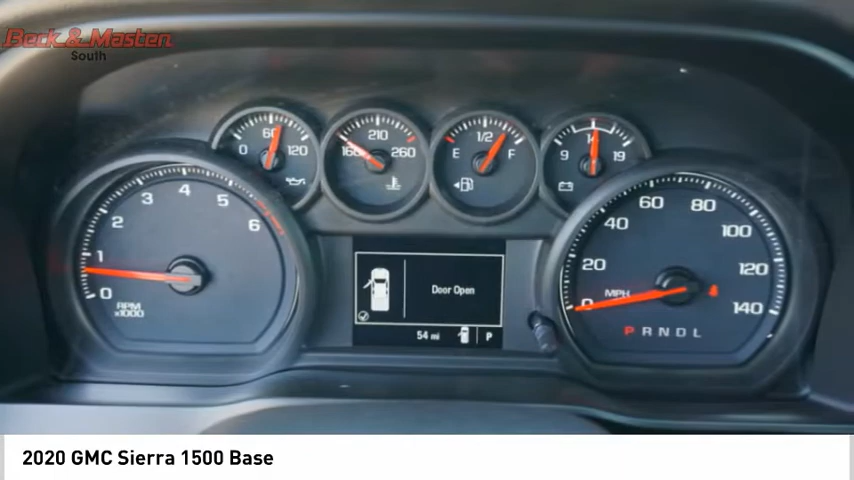 Beck & Masten
South
0 60 120
160 210 260
E 1/2 F
9 14 19
0 1 2 3 4 5 6
RPM
x1000
Door Open
54 mi P
0 20 40 60 80 100 120 140
MPH
P R N D L
2020 GMC Sierra 1500 Base